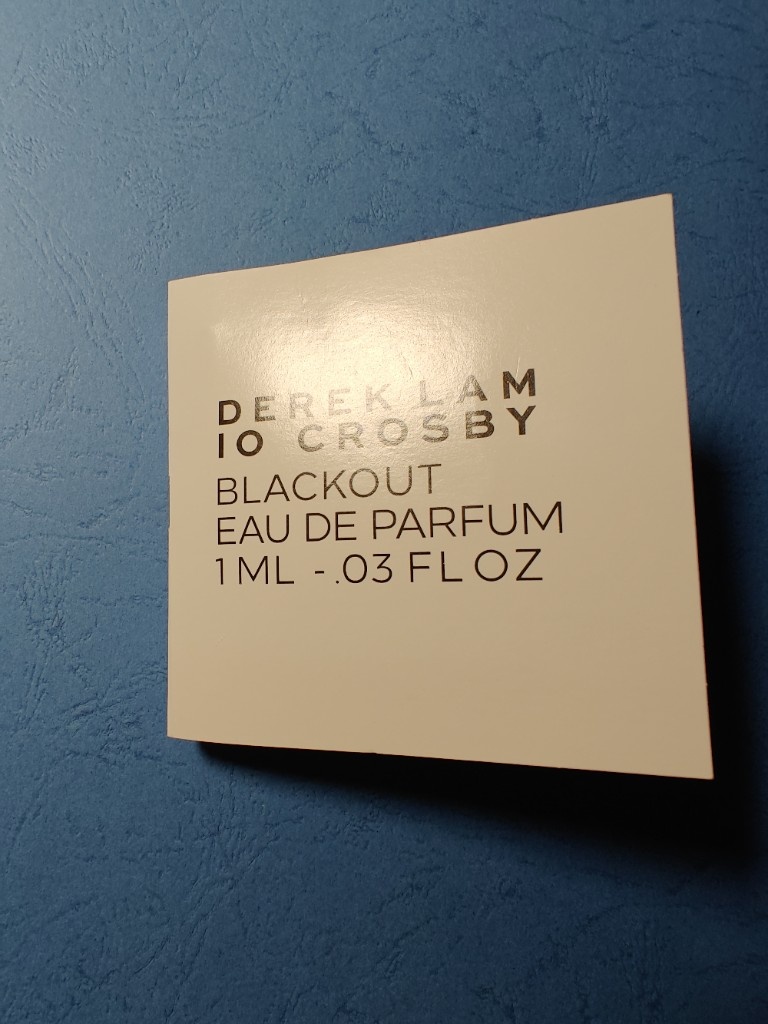 DEREK LAM
10 CROSBY
BLACKOUT
EAU DE PARFUM
1 ML - .03 FL OZ